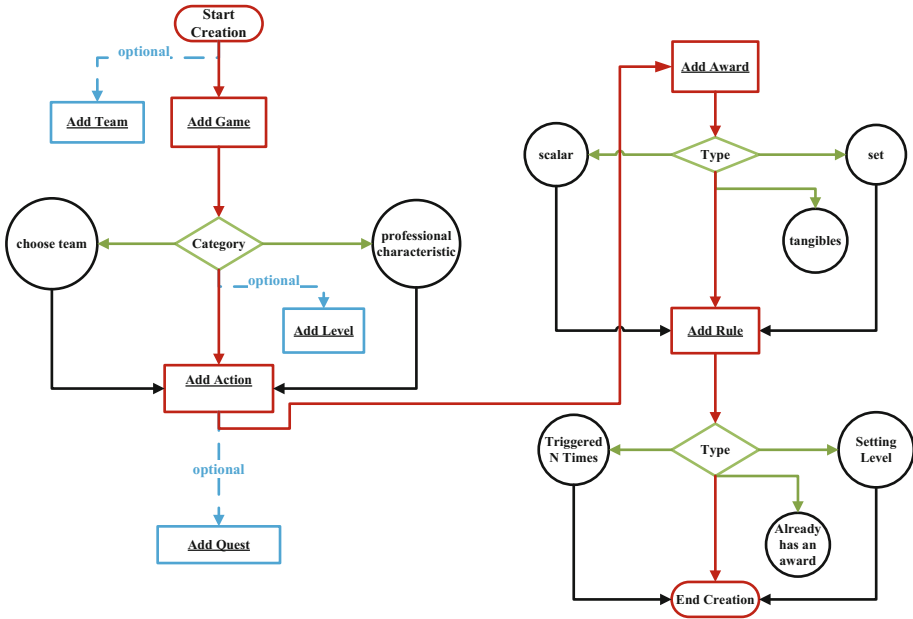 Start
Creation
optional
Add Team
Add Game
choose team
Category
professional
characteristic
optional
Add Level
Add Action
optional
Add Quest
Add Award
scalar
Type
set
tangibles
Add Rule
Triggered
N Times
Type
Setting
Level
Already
has an
award
End Creation